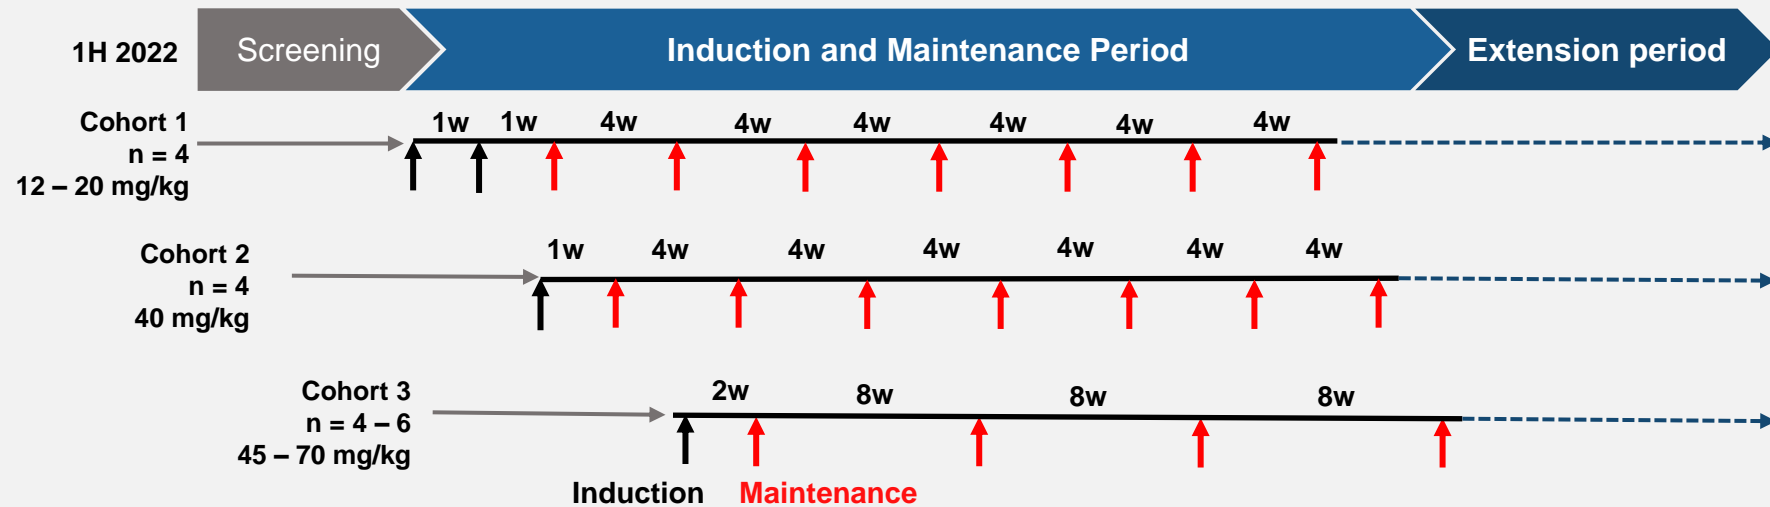 1H 2022
Screening
Induction and Maintenance Period
Extension period
Cohort 1
n = 4
12 – 20 mg/kg
1w 1w 4w 4w 4w 4w 4w 4w
Cohort 2
n = 4
40 mg/kg
1w 4w 4w 4w 4w 4w 4w
Cohort 3
n = 4 – 6
45 – 70 mg/kg
2w 8w 8w 8w
Induction Maintenance